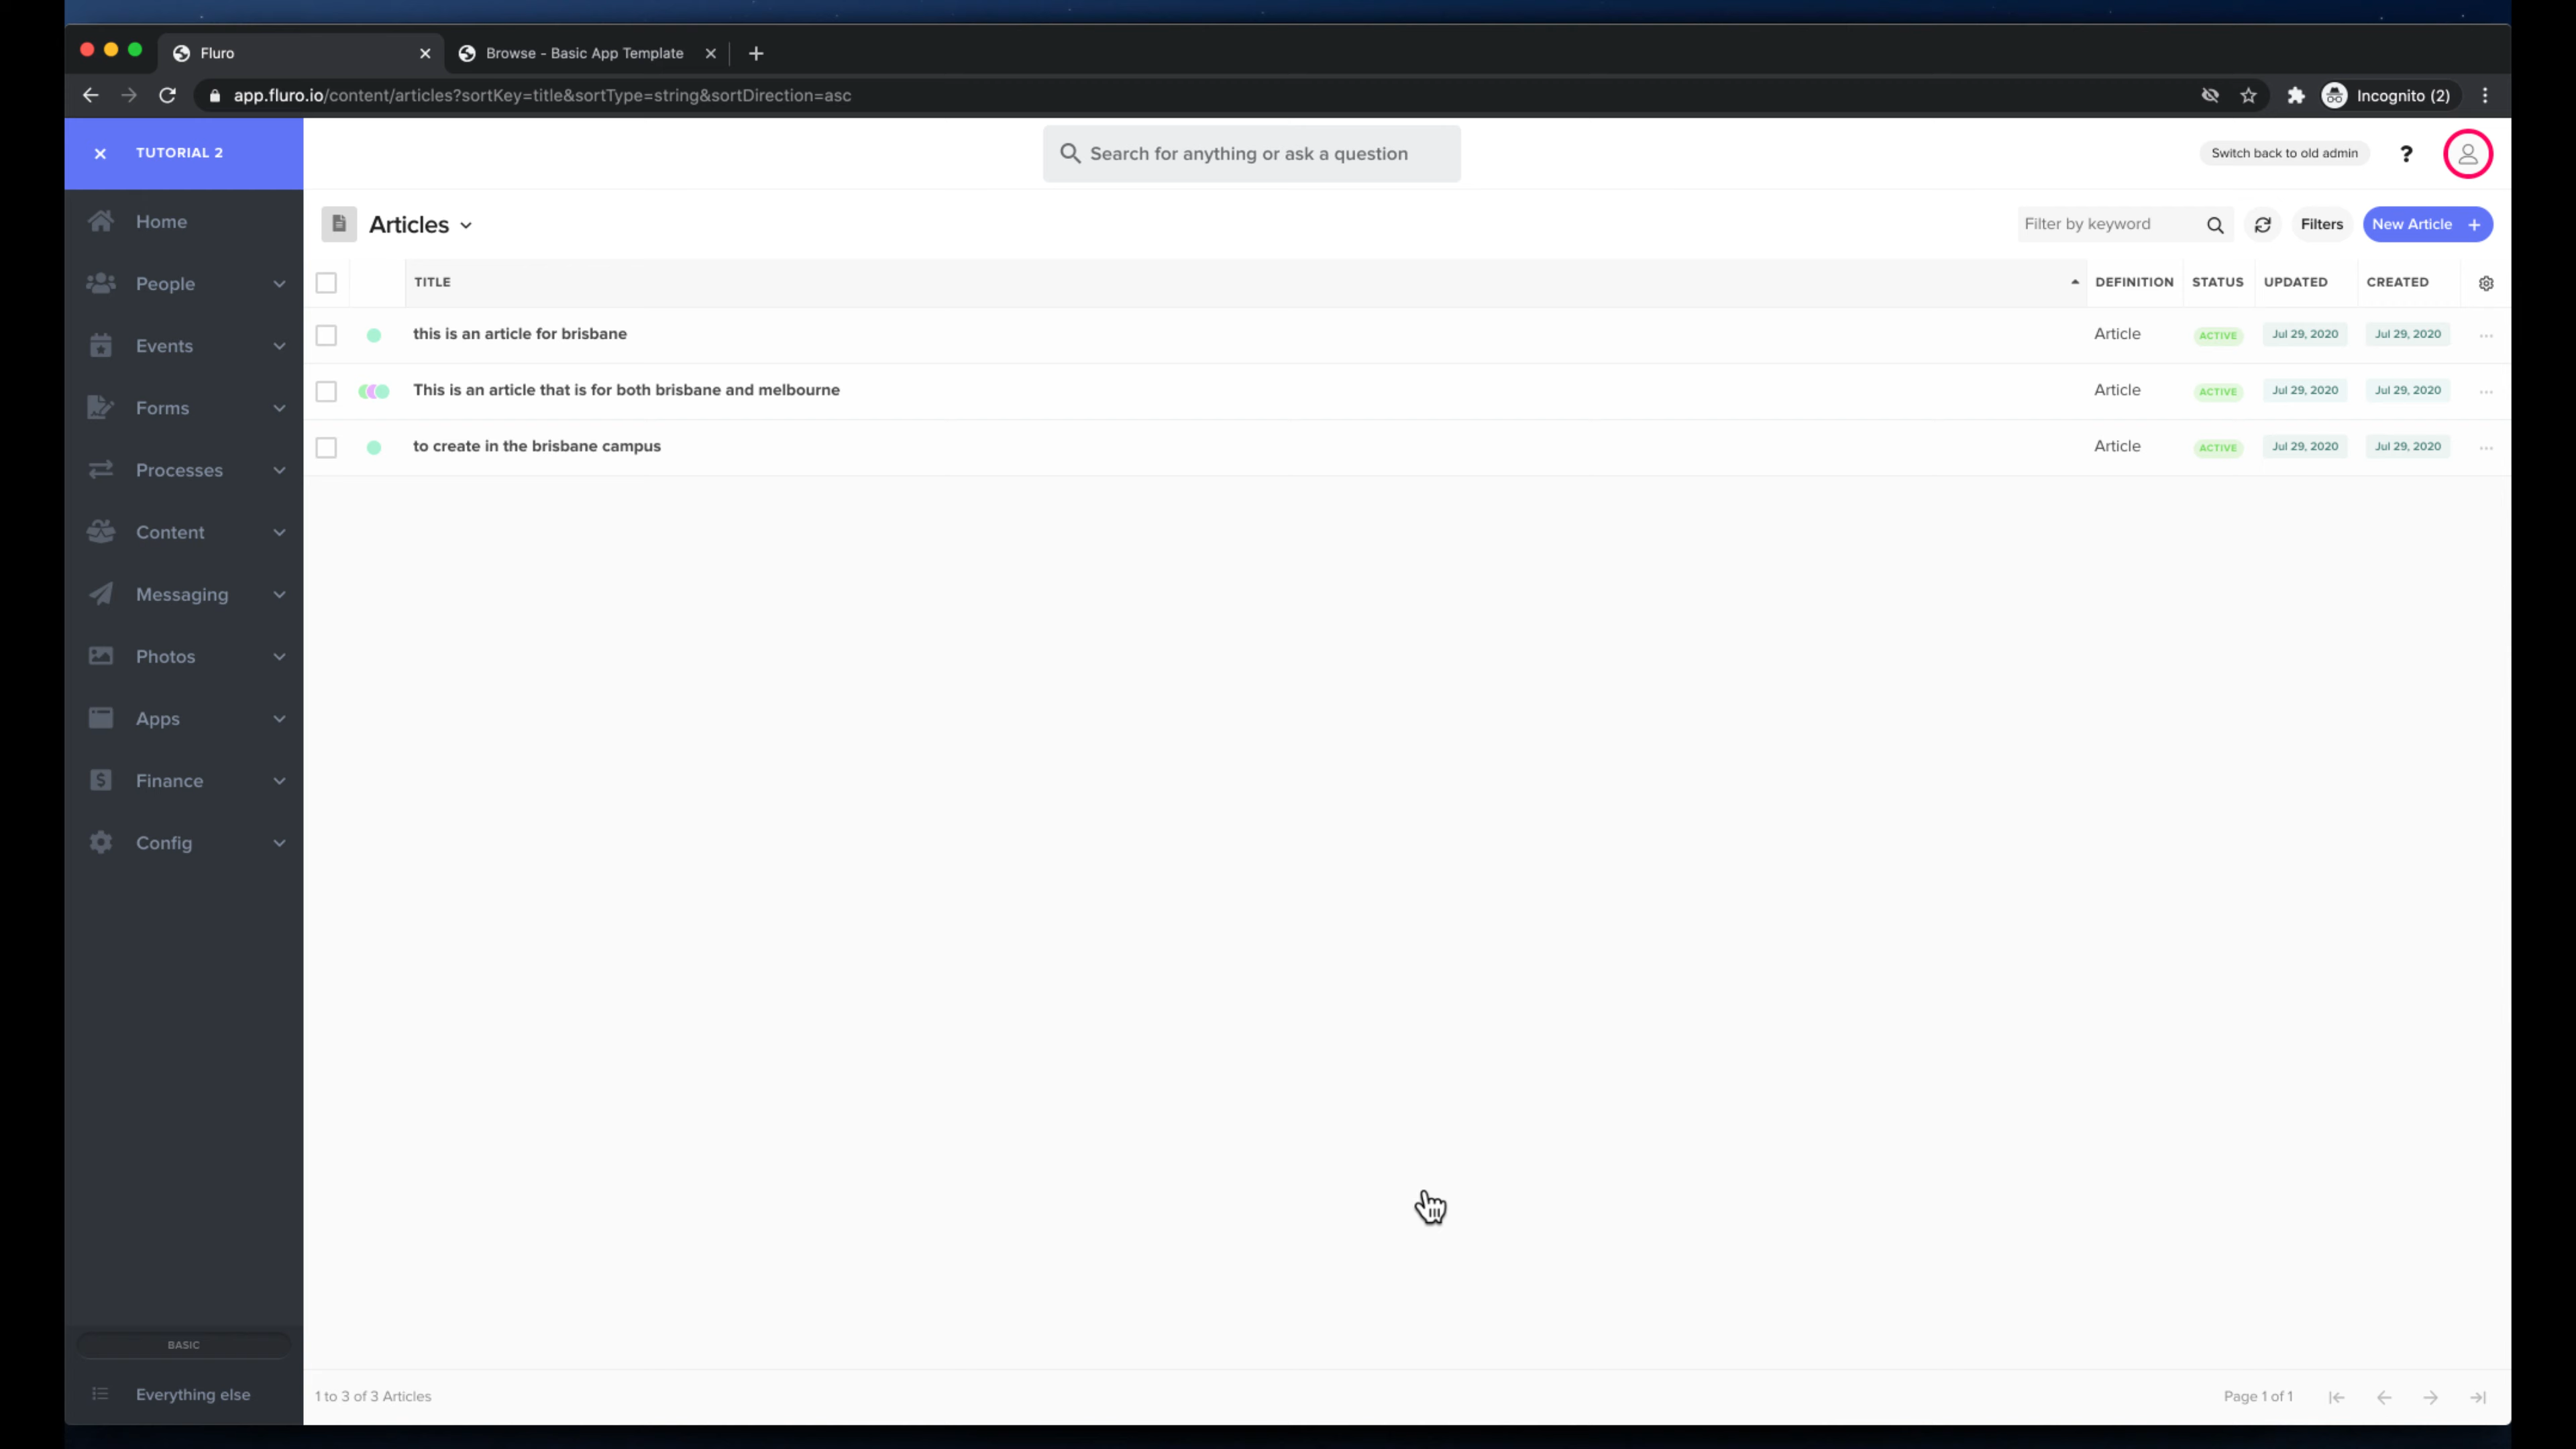 Fluro
Browse - Basic App Template
app.fluro.io/content/articles?sortKey=title&sortType=string&sortDirection=asc
Incognito (2)
TUTORIAL 2
Search for anything or ask a question
Switch back to old admin
?
Home
People
Events
Forms
Processes
Content
Messaging
Photos
Apps
Finance
Config
BASIC
Everything else
Articles
Filter by keyword
Filters
New Article +
TITLE DEFINITION STATUS UPDATED CREATED
this is an article for brisbane Article ACTIVE Jul 29, 2020 Jul 29, 2020
This is an article that is for both brisbane and melbourne Article ACTIVE Jul 29, 2020 Jul 29, 2020
to create in the brisbane campus Article ACTIVE Jul 29, 2020 Jul 29, 2020
1 to 3 of 3 Articles
Page 1 of 1